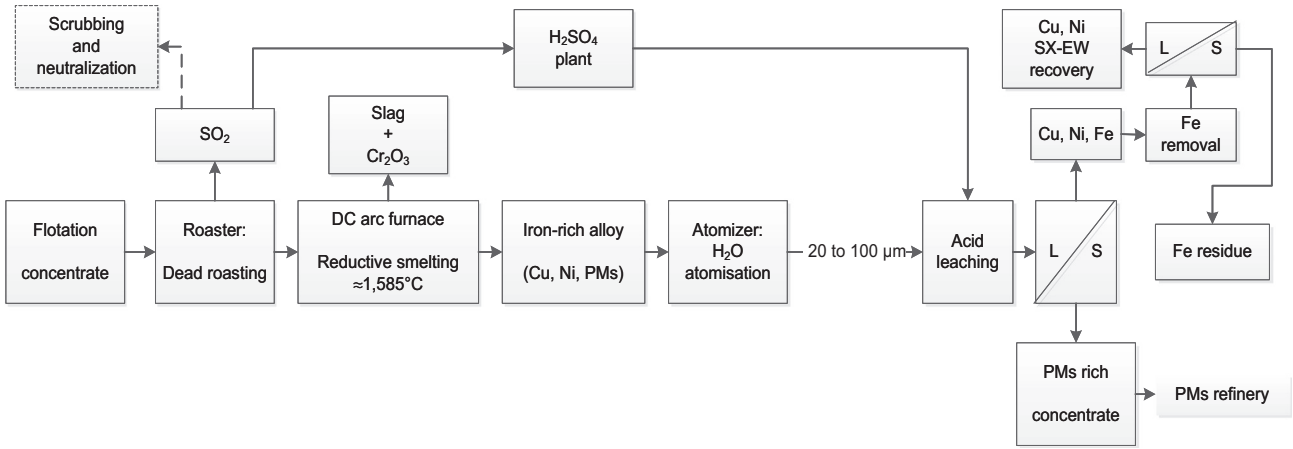 Scrubbing
and
neutralization
H₂SO₄
plant
Cu, Ni
SX-EW
recovery
L
S
SO₂
Slag
+
Cr₂O₃
Cu, Ni, Fe
Fe
removal
Flotation
concentrate
Roaster:
Dead roasting
DC arc furnace
Reductive smelting
≈1,585°C
Iron-rich alloy
(Cu, Ni, PMs)
Atomizer:
H₂O
atomisation
20 to 100 µm
Acid
leaching
L
S
Fe residue
PMs rich
concentrate
PMs refinery